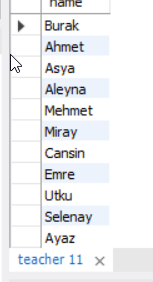 name
Burak
Ahmet
Asya
Aleyna
Mehmet
Miray
Cansin
Emre
Utku
Selenay
Ayaz
teacher 11 ×